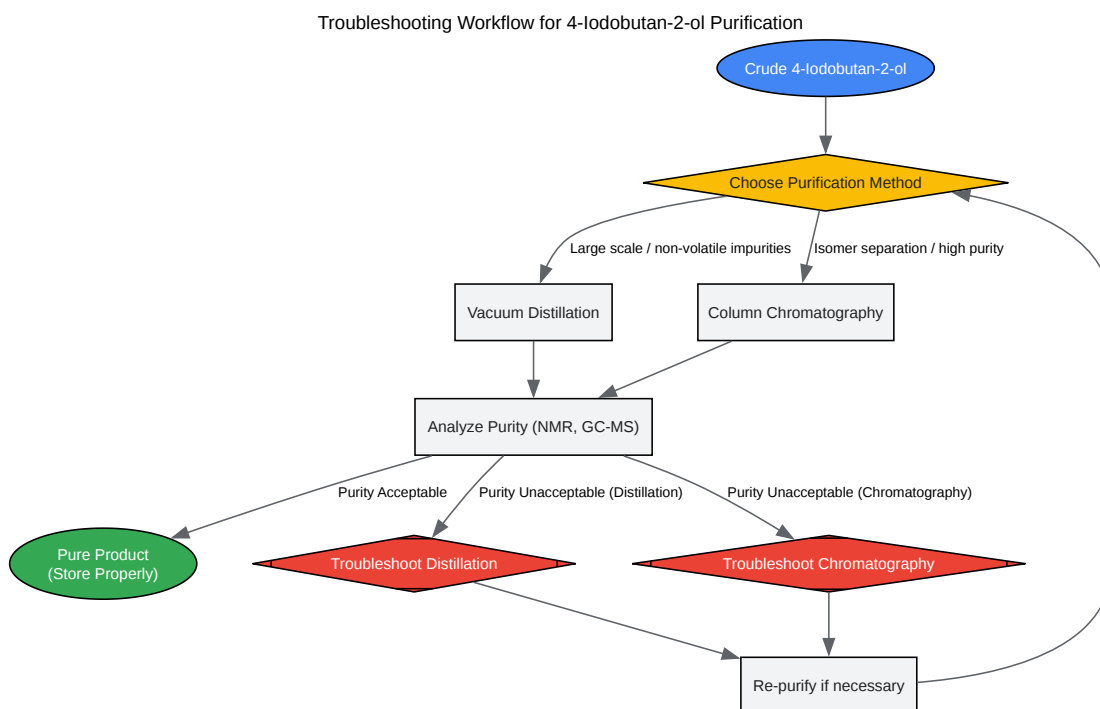 Troubleshooting Workflow for 4-Iodobutan-2-ol Purification
Crude 4-Iodobutan-2-ol
Choose Purification Method
Large scale / non-volatile impurities
Isomer separation / high purity
Vacuum Distillation
Column Chromatography
Analyze Purity (NMR, GC-MS)
Purity Acceptable
Purity Unacceptable (Distillation)
Purity Unacceptable (Chromatography)
Pure Product
(Store Properly)
Troubleshoot Distillation
Troubleshoot Chromatography
Re-purify if necessary